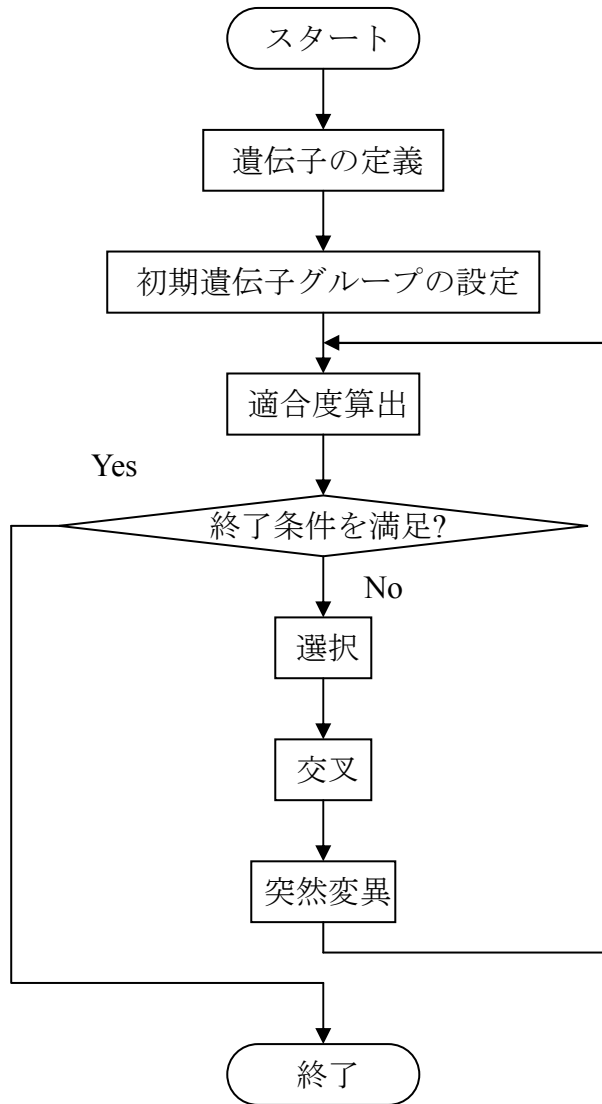 スタート
遺伝子の定義
初期遺伝子グループの設定
適合度算出
Yes
終了条件を満足?
No
選択
交叉
突然変異
終了